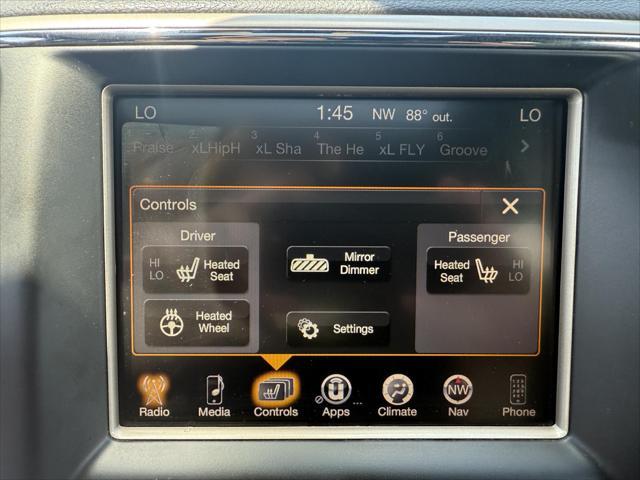 LO 1:45 NW 88° out. LO
1 2 3 4 5 6
Praise xLHipH xL Sha The He xL FLY Groove
Controls
Driver
Passenger
HI
LO
Heated
Seat
Mirror
Dimmer
Heated
Seat
HI
LO
Heated
Wheel
Settings
NW
Radio Media Controls Apps ... Climate Nav Phone